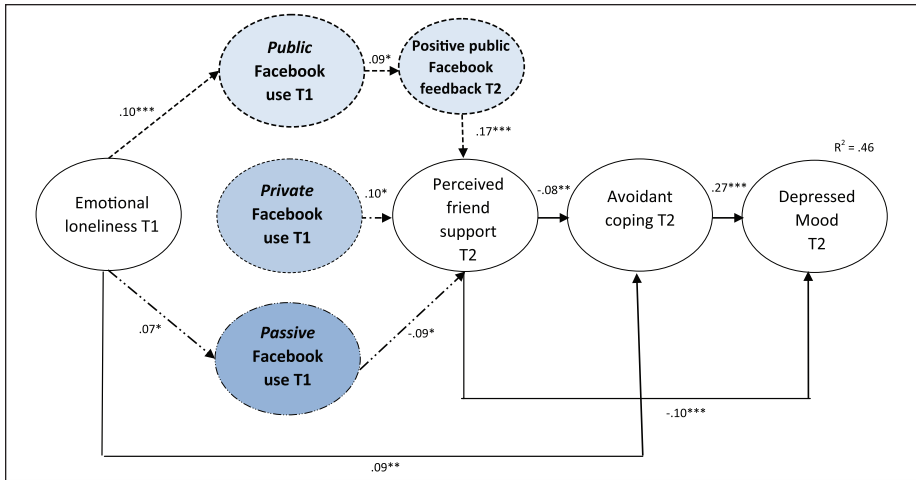 Public
Facebook
use T1
.09*
Positive public
Facebook
feedback T2
.10***
.17***
R² = .46
Emotional
loneliness T1
Private
Facebook
use T1
.10*
Perceived
friend
support
T2
-.08**
Avoidant
coping T2
.27***
Depressed
Mood
T2
.07*
Passive
Facebook
use T1
-.09*
-.10***
.09**